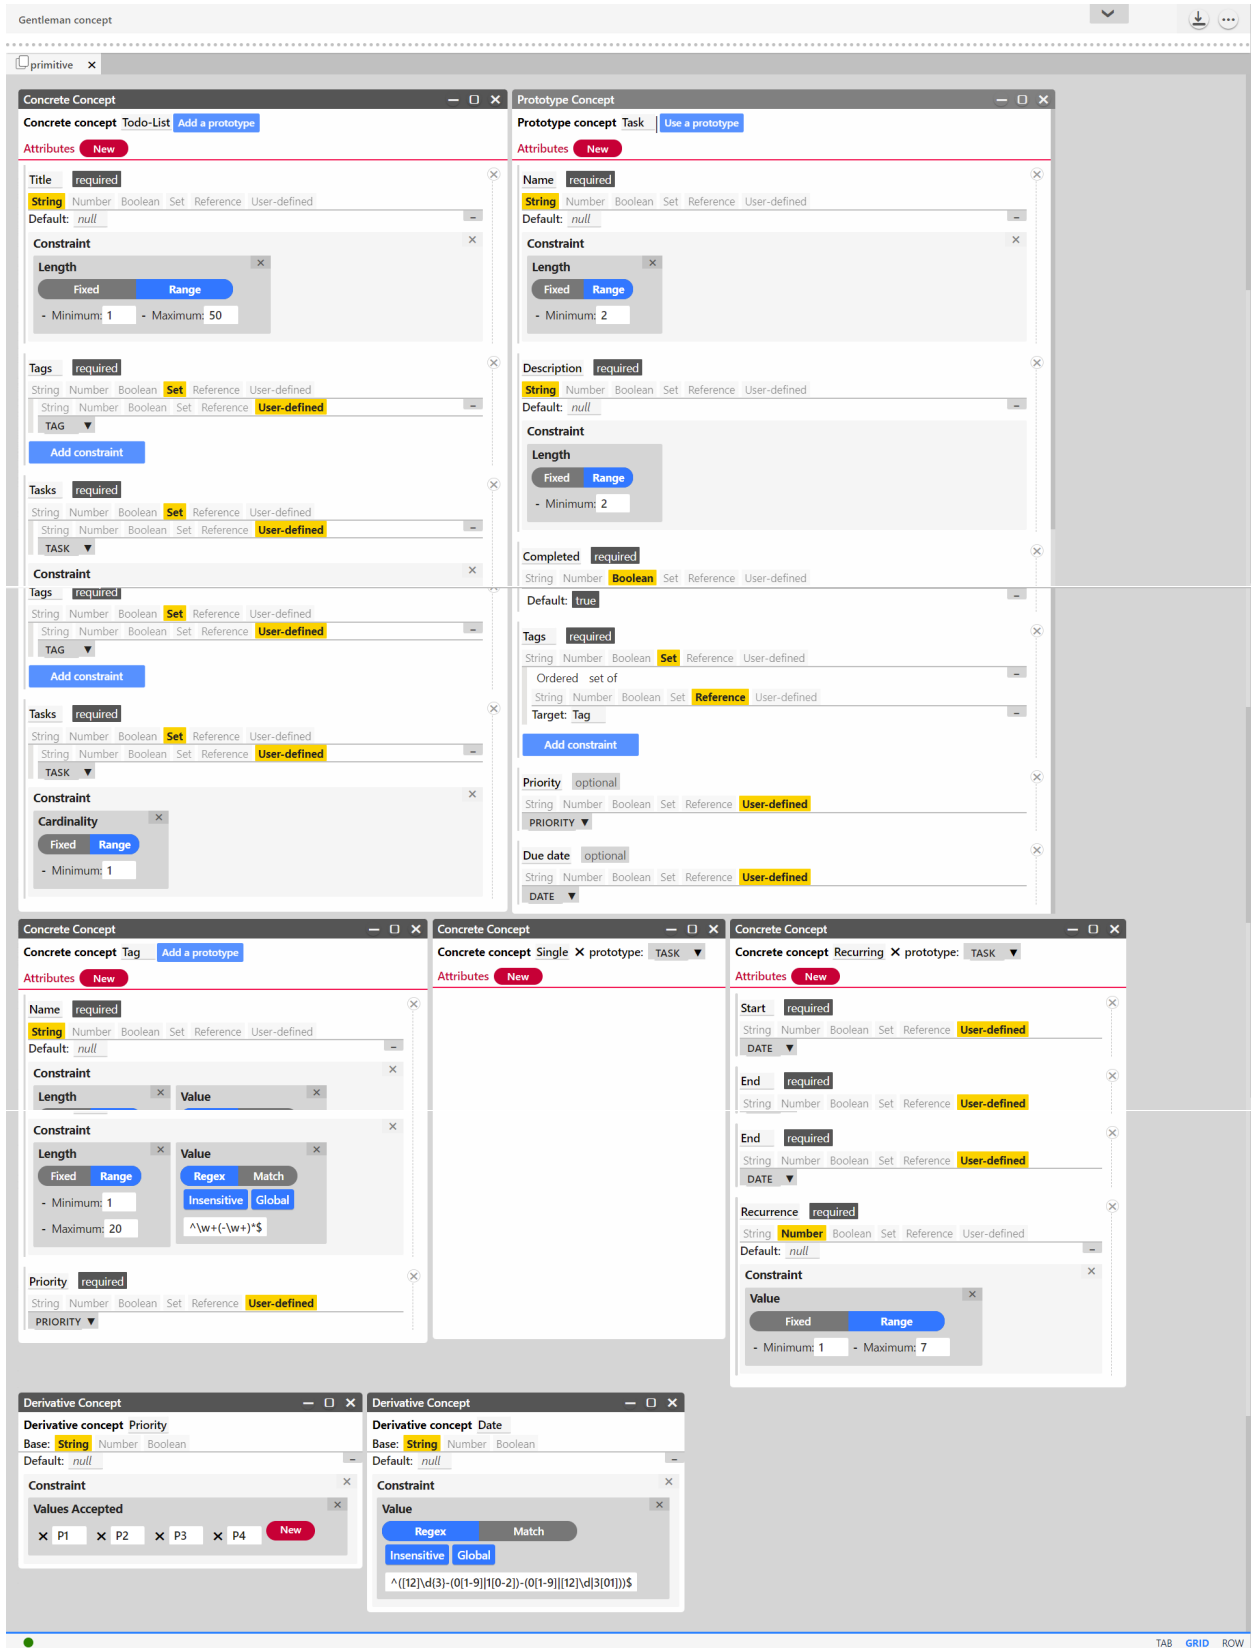 Gentleman concept
primitive
Concrete Concept
Concrete concept Todo-List Add a prototype
Attributes New
Title required
String Number Boolean Set Reference User-defined
Default: null
Constraint
Length
Fixed Range
- Minimum: 1 - Maximum: 50
Tags required
String Number Boolean Set Reference User-defined
String Number Boolean Set Reference User-defined
TAG
Add constraint
Tasks required
String Number Boolean Set Reference User-defined
String Number Boolean Set Reference User-defined
TASK
Constraint
Tags required
String Number Boolean Set Reference User-defined
String Number Boolean Set Reference User-defined
TAG
Add constraint
Tasks required
String Number Boolean Set Reference User-defined
String Number Boolean Set Reference User-defined
TASK
Constraint
Cardinality
Fixed Range
- Minimum: 1
Prototype Concept
Prototype concept Task Use a prototype
Attributes New
Name required
String Number Boolean Set Reference User-defined
Default: null
Constraint
Length
Fixed Range
- Minimum: 2
Description required
String Number Boolean Set Reference User-defined
Default: null
Constraint
Length
Fixed Range
- Minimum: 2
Completed required
String Number Boolean Set Reference User-defined
Default: true
Tags required
String Number Boolean Set Reference User-defined
Ordered set of
String Number Boolean Set Reference User-defined
Target: Tag
Add constraint
Priority optional
String Number Boolean Set Reference User-defined
PRIORITY
Due date optional
String Number Boolean Set Reference User-defined
DATE
Concrete Concept
Concrete concept Tag Add a prototype
Attributes New
Name required
String Number Boolean Set Reference User-defined
Default: null
Constraint
Length Value
Constraint
Length Value
Fixed Range Regex Match
Insensitive Global
- Minimum: 1
- Maximum: 20
^\w+(-\w+)*$
Priority required
String Number Boolean Set Reference User-defined
PRIORITY
Concrete Concept
Concrete concept Single prototype: TASK
Attributes New
Concrete Concept
Concrete concept Recurring prototype: TASK
Attributes New
Start required
String Number Boolean Set Reference User-defined
DATE
End required
String Number Boolean Set Reference User-defined
End required
String Number Boolean Set Reference User-defined
DATE
Recurrence required
String Number Boolean Set Reference User-defined
Default: null
Constraint
Value
Fixed Range
- Minimum: 1 - Maximum: 7
Derivative Concept
Derivative concept Priority
Base: String Number Boolean
Default: null
Constraint
Values Accepted
P1 P2 P3 P4 New
Derivative Concept
Derivative concept Date
Base: String Number Boolean
Default: null
Constraint
Value
Regex Match
Insensitive Global
^([12]\d{3}-(0[1-9]|1[0-2])-(0[1-9]|[12]\d|3[01]))$
TAB GRID ROW